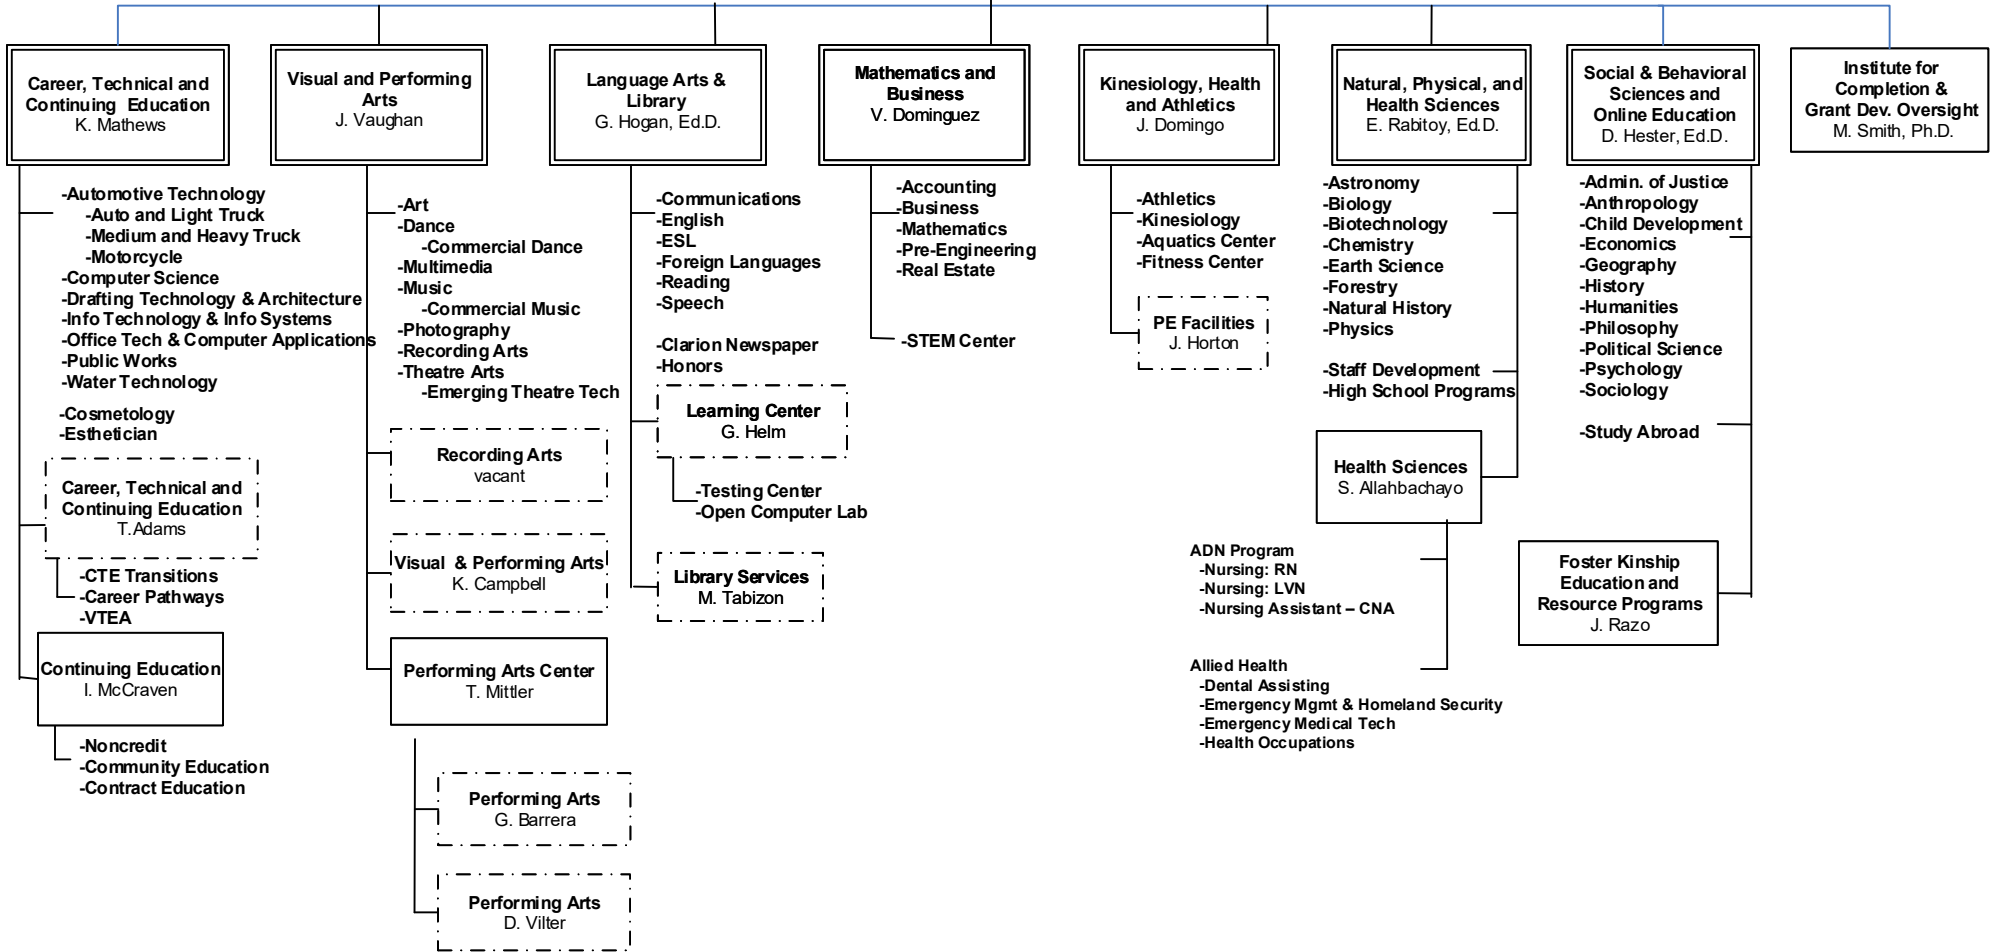 Career, Technical and
Continuing Education
K. Mathews
-Automotive Technology
-Auto and Light Truck
-Medium and Heavy Truck
-Motorcycle
-Computer Science
-Drafting Technology & Architecture
-Info Technology & Info Systems
-Office Tech & Computer Applications
-Public Works
-Water Technology
-Cosmetology
-Esthetician
Career, Technical and
Continuing Education
T.Adams
-CTE Transitions
-Career Pathways
-VTEA
Continuing Education
I. McCraven
-Noncredit
-Community Education
-Contract Education
Visual and Performing
Arts
J. Vaughan
-Art
-Dance
-Commercial Dance
-Multimedia
-Music
-Commercial Music
-Photography
-Recording Arts
-Theatre Arts
-Emerging Theatre Tech
Recording Arts
vacant
Visual & Performing Arts
K. Campbell
Performing Arts Center
T. Mittler
Performing Arts
G. Barrera
Performing Arts
D. Vilter
Language Arts &
Library
G. Hogan, Ed.D.
-Communications
-English
-ESL
-Foreign Languages
-Reading
-Speech
-Clarion Newspaper
-Honors
Learning Center
G. Helm
-Testing Center
-Open Computer Lab
Library Services
M. Tabizon
Mathematics and
Business
V. Dominguez
-Accounting
-Business
-Mathematics
-Pre-Engineering
-Real Estate
-STEM Center
Kinesiology, Health
and Athletics
J. Domingo
-Athletics
-Kinesiology
-Aquatics Center
-Fitness Center
PE Facilities
J. Horton
Natural, Physical, and
Health Sciences
E. Rabitoy, Ed.D.
-Astronomy
-Biology
-Biotechnology
-Chemistry
-Earth Science
-Forestry
-Natural History
-Physics
-Staff Development
-High School Programs
Health Sciences
S. Allahbachayo
ADN Program
-Nursing: RN
-Nursing: LVN
-Nursing Assistant – CNA
Allied Health
-Dental Assisting
-Emergency Mgmt & Homeland Security
-Emergency Medical Tech
-Health Occupations
Social & Behavioral
Sciences and
Online Education
D. Hester, Ed.D.
-Admin. of Justice
-Anthropology
-Child Development
-Economics
-Geography
-History
-Humanities
-Philosophy
-Political Science
-Psychology
-Sociology
-Study Abroad
Foster Kinship
Education and
Resource Programs
J. Razo
Institute for
Completion &
Grant Dev. Oversight
M. Smith, Ph.D.